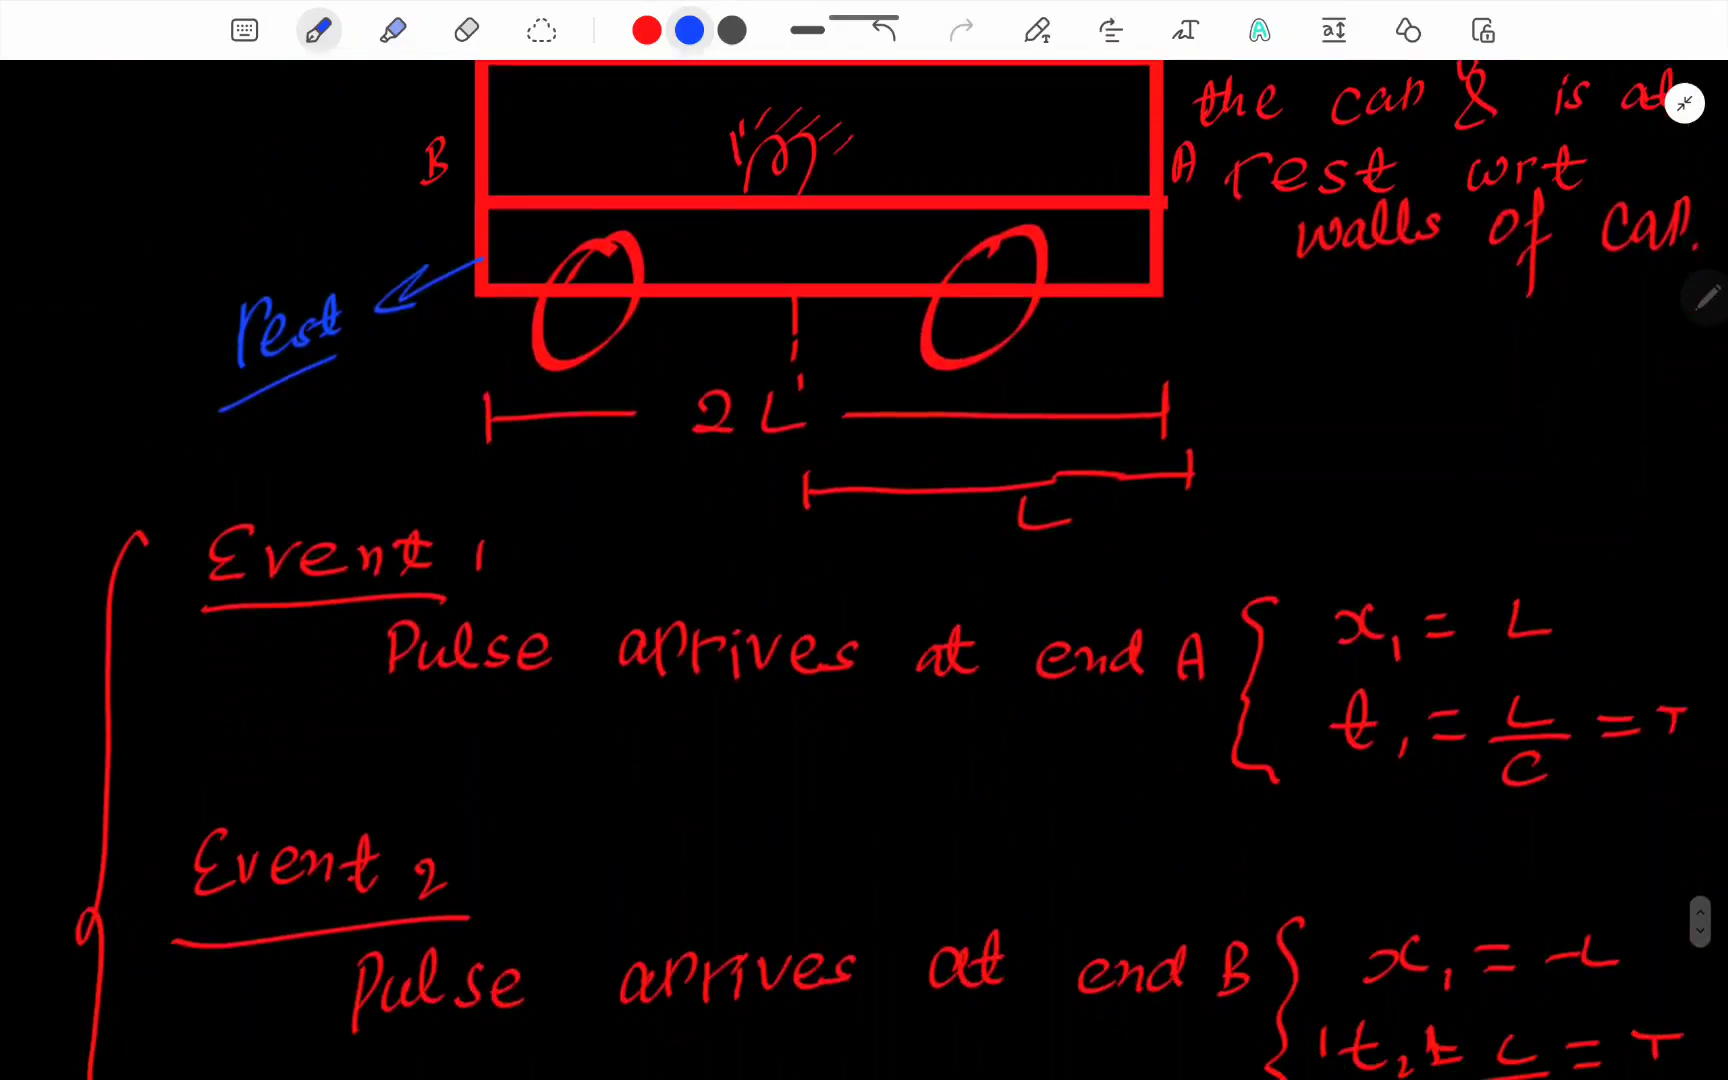 the car & is at
B
A rest wrt
walls of car.
rest
2L
L
Event 1
Pulse arrives at end A { x₁ = L
t₁ = L/C = T
Event 2
Pulse arrives at end B { x₁ = -L
t₂ = L = T